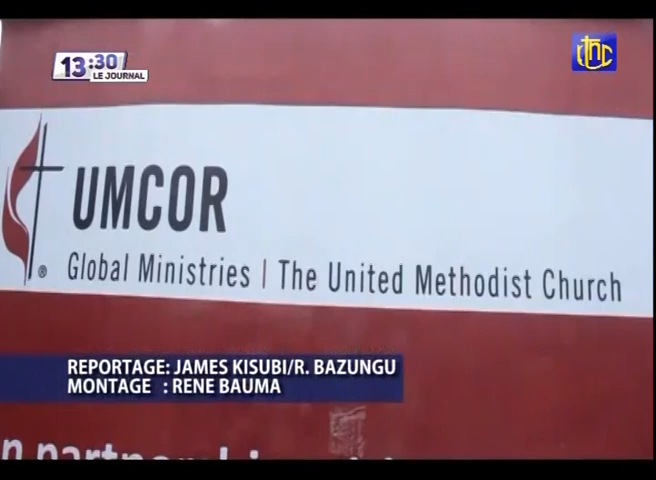 13:30
LE JOURNAL
UMCOR
®
Global Ministries | The United Methodist Church
REPORTAGE: JAMES KISUBI/R. BAZUNGU
MONTAGE : RENE BAUMA